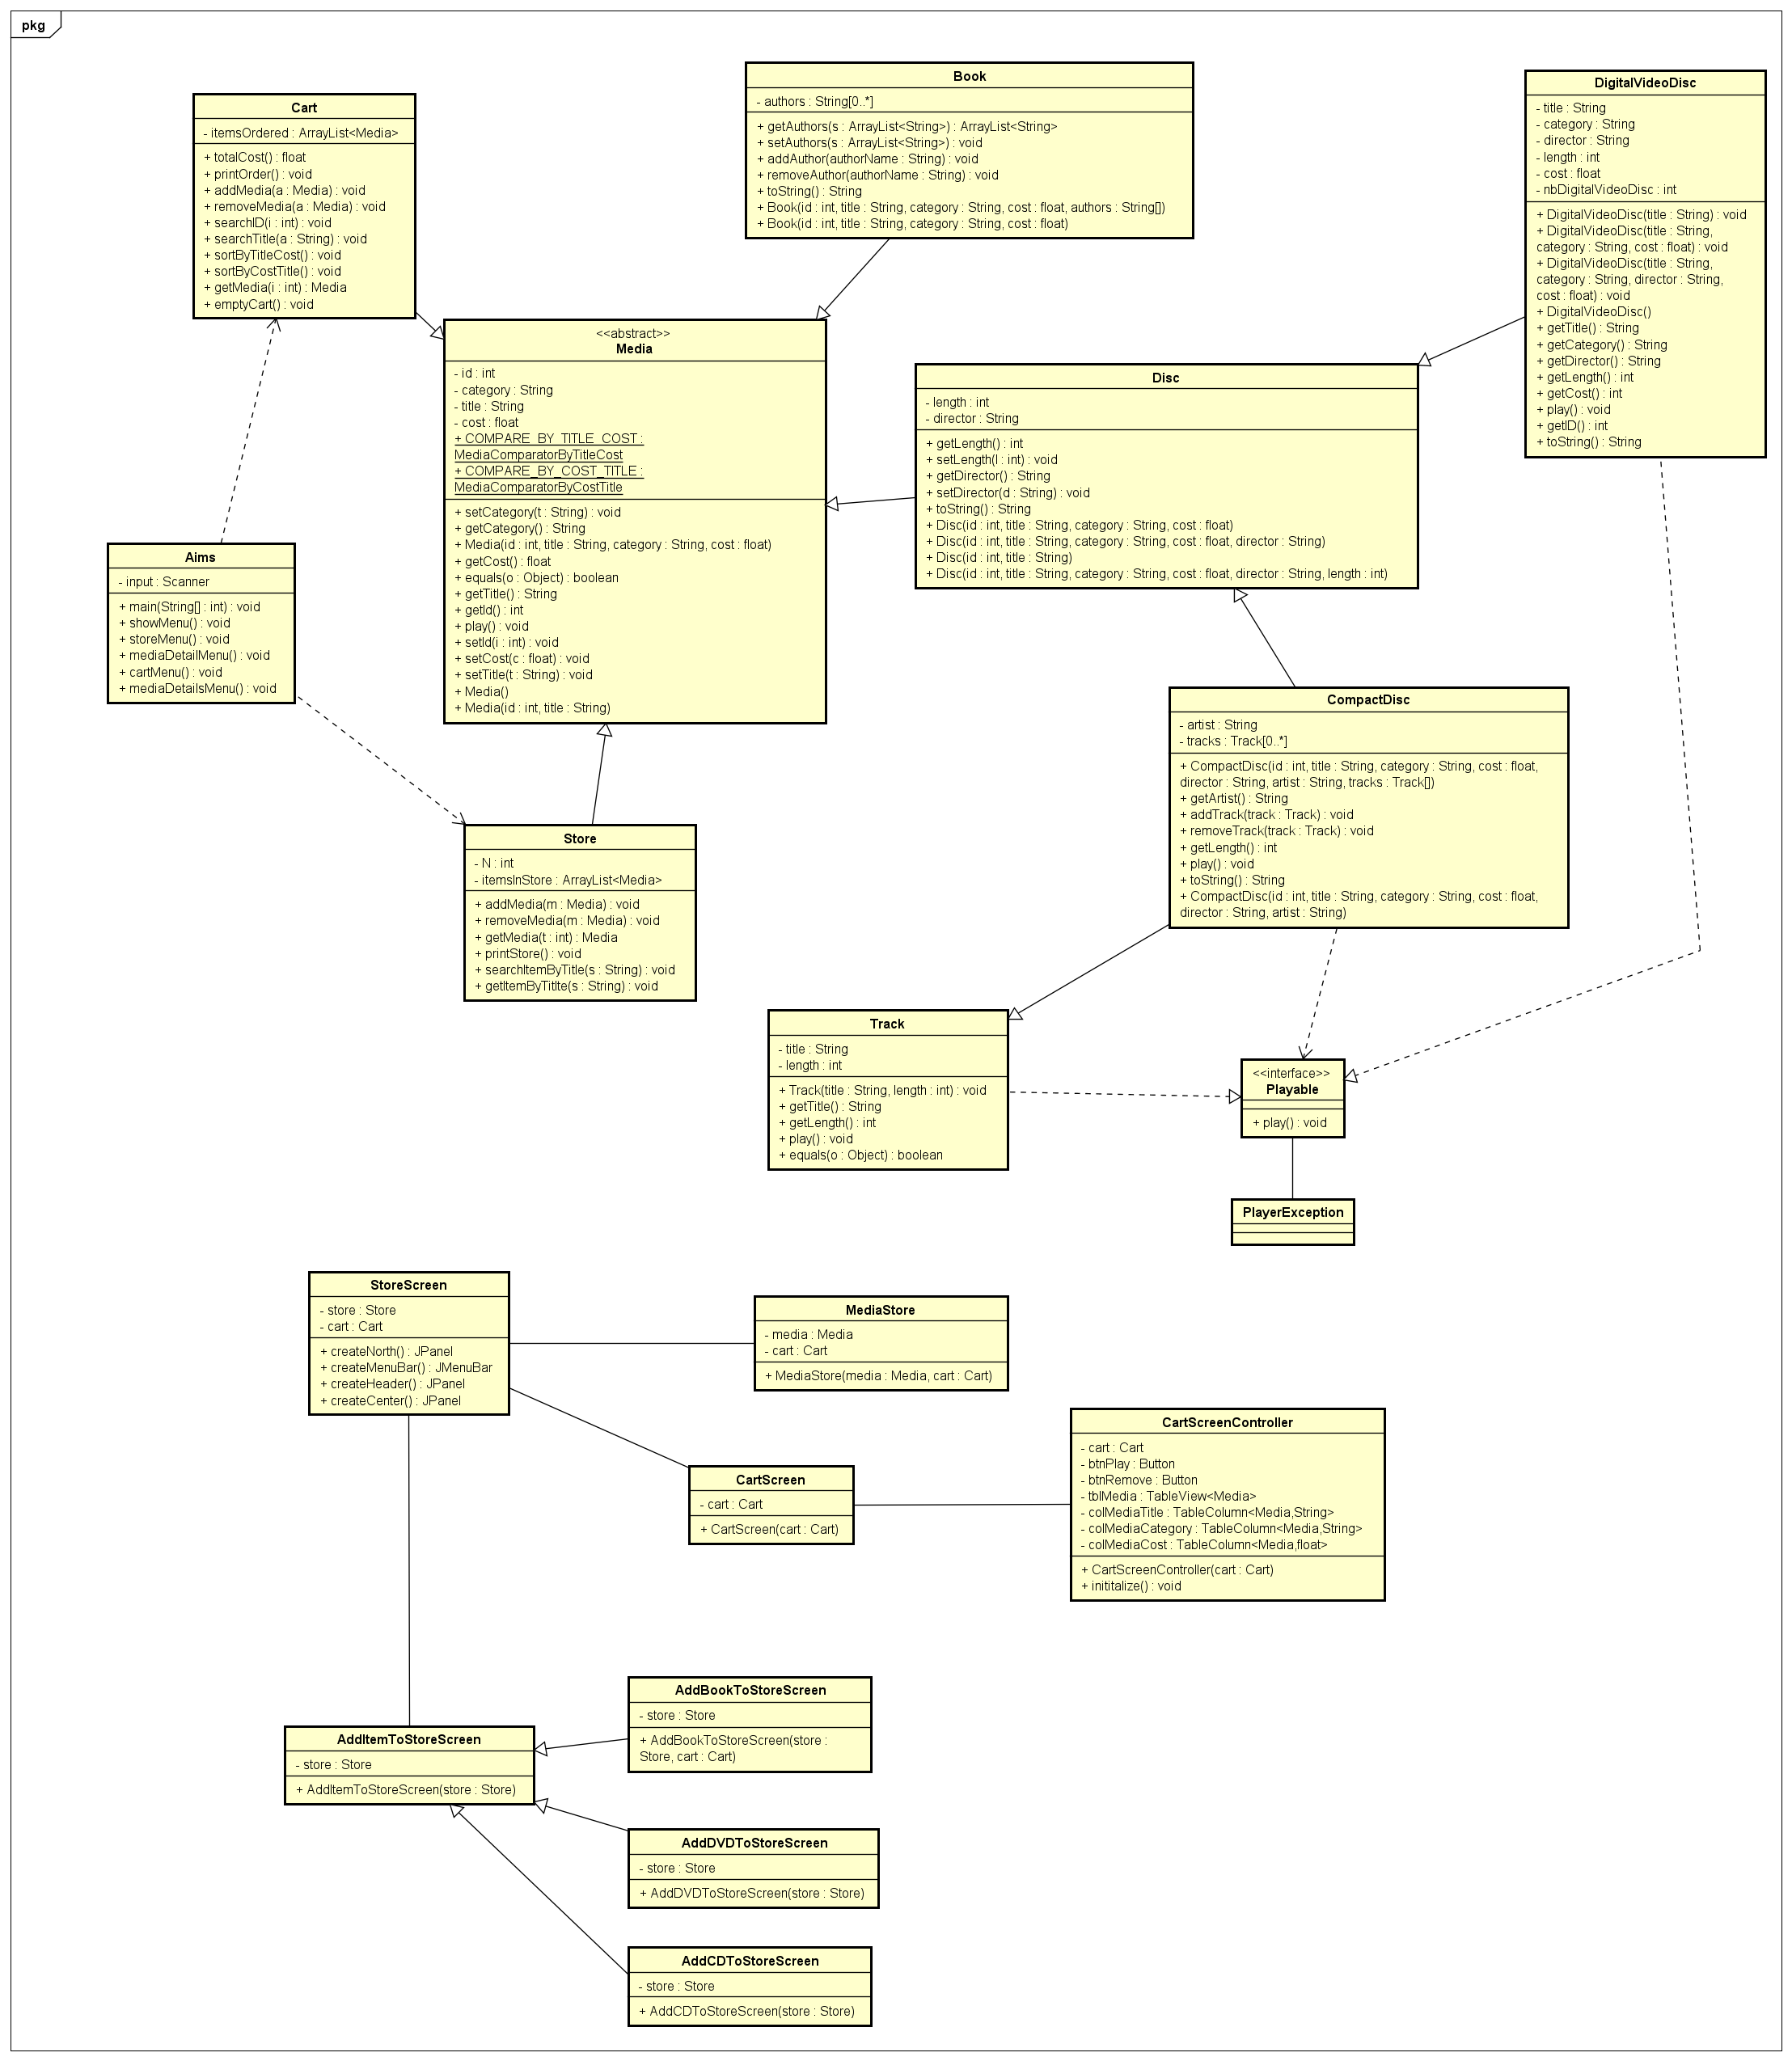 pkg
Cart
- itemsOrdered : ArrayList<Media>
+ totalCost() : float
+ printOrder() : void
+ addMedia(a : Media) : void
+ removeMedia(a : Media) : void
+ searchID(i : int) : void
+ searchTitle(a : String) : void
+ sortByTitleCost() : void
+ sortByCostTitle() : void
+ getMedia(i : int) : Media
+ emptyCart() : void
Book
- authors : String[0..*]
+ getAuthors(s : ArrayList<String>) : ArrayList<String>
+ setAuthors(s : ArrayList<String>) : void
+ addAuthor(authorName : String) : void
+ removeAuthor(authorName : String) : void
+ toString() : String
+ Book(id : int, title : String, category : String, cost : float, authors : String[])
+ Book(id : int, title : String, category : String, cost : float)
DigitalVideoDisc
- title : String
- category : String
- director : String
- length : int
- cost : float
- nbDigitalVideoDisc : int
+ DigitalVideoDisc(title : String) : void
+ DigitalVideoDisc(title : String,
category : String, cost : float) : void
+ DigitalVideoDisc(title : String,
category : String, director : String,
cost : float) : void
+ DigitalVideoDisc()
+ getTitle() : String
+ getCategory() : String
+ getDirector() : String
+ getLength() : int
+ getCost() : int
+ play() : void
+ getID() : int
+ toString() : String
<<abstract>>
Media
- id : int
- category : String
- title : String
- cost : float
+ COMPARE_BY_TITLE_COST :
MediaComparatorByTitleCost
+ COMPARE_BY_COST_TITLE :
MediaComparatorByCostTitle
+ setCategory(t : String) : void
+ getCategory() : String
+ Media(id : int, title : String, category : String, cost : float)
+ getCost() : float
+ equals(o : Object) : boolean
+ getTitle() : String
+ getId() : int
+ play() : void
+ setId(i : int) : void
+ setCost(c : float) : void
+ setTitle(t : String) : void
+ Media()
+ Media(id : int, title : String)
Disc
- length : int
- director : String
+ getLength() : int
+ setLength(l : int) : void
+ getDirector() : String
+ setDirector(d : String) : void
+ toString() : String
+ Disc(id : int, title : String, category : String, cost : float)
+ Disc(id : int, title : String, category : String, cost : float, director : String)
+ Disc(id : int, title : String)
+ Disc(id : int, title : String, category : String, cost : float, director : String, length : int)
Aims
- input : Scanner
+ main(String[] : int) : void
+ showMenu() : void
+ storeMenu() : void
+ mediaDetailMenu() : void
+ cartMenu() : void
+ mediaDetailsMenu() : void
CompactDisc
- artist : String
- tracks : Track[0..*]
+ CompactDisc(id : int, title : String, category : String, cost : float,
director : String, artist : String, tracks : Track[])
+ getArtist() : String
+ addTrack(track : Track) : void
+ removeTrack(track : Track) : void
+ getLength() : int
+ play() : void
+ toString() : String
+ CompactDisc(id : int, title : String, category : String, cost : float,
director : String, artist : String)
Store
- N : int
- itemsInStore : ArrayList<Media>
+ addMedia(m : Media) : void
+ removeMedia(m : Media) : void
+ getMedia(t : int) : Media
+ printStore() : void
+ searchItemByTitle(s : String) : void
+ getItemByTitlte(s : String) : void
Track
- title : String
- length : int
+ Track(title : String, length : int) : void
+ getTitle() : String
+ getLength() : int
+ play() : void
+ equals(o : Object) : boolean
<<interface>>
Playable
+ play() : void
PlayerException
StoreScreen
- store : Store
- cart : Cart
+ createNorth() : JPanel
+ createMenuBar() : JMenuBar
+ createHeader() : JPanel
+ createCenter() : JPanel
MediaStore
- media : Media
- cart : Cart
+ MediaStore(media : Media, cart : Cart)
CartScreen
- cart : Cart
+ CartScreen(cart : Cart)
CartScreenController
- cart : Cart
- btnPlay : Button
- btnRemove : Button
- tblMedia : TableView<Media>
- colMediaTitle : TableColumn<Media,String>
- colMediaCategory : TableColumn<Media,String>
- colMediaCost : TableColumn<Media,float>
+ CartScreenController(cart : Cart)
+ inititalize() : void
AddItemToStoreScreen
- store : Store
+ AddItemToStoreScreen(store : Store)
AddBookToStoreScreen
- store : Store
+ AddBookToStoreScreen(store :
Store, cart : Cart)
AddDVDToStoreScreen
- store : Store
+ AddDVDToStoreScreen(store : Store)
AddCDToStoreScreen
- store : Store
+ AddCDToStoreScreen(store : Store)